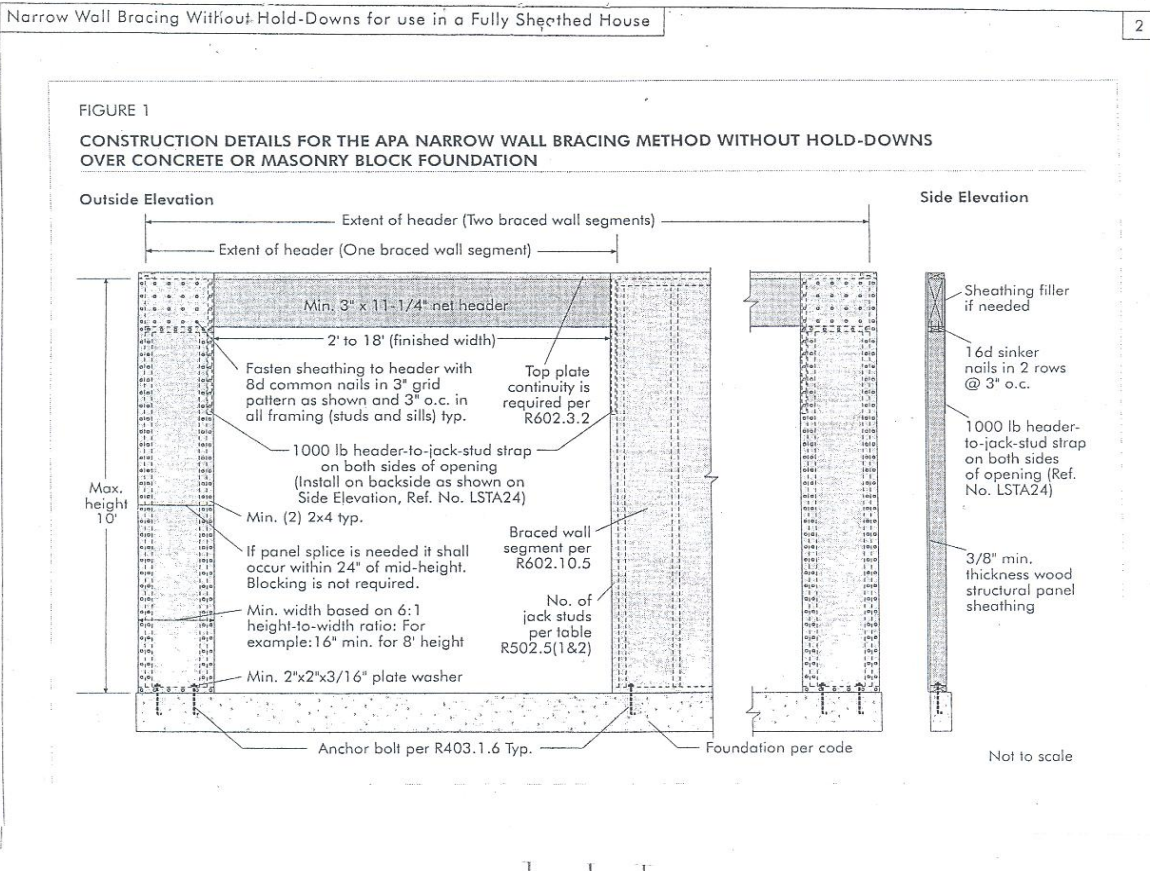 Narrow Wall Bracing Without Hold-Downs for use in a Fully Sheathed House
2
FIGURE 1
CONSTRUCTION DETAILS FOR THE APA NARROW WALL BRACING METHOD WITHOUT HOLD-DOWNS
OVER CONCRETE OR MASONRY BLOCK FOUNDATION
Outside Elevation
Side Elevation
Extent of header (Two braced wall segments)
Extent of header (One braced wall segment)
Min. 3" x 11-1/4" net header
2' to 18' (finished width)
Fasten sheathing to header with
8d common nails in 3" grid
pattern as shown and 3" o.c. in
all framing (studs and sills) typ.
Top plate
continuity is
required per
R602.3.2
1000 lb header-to-jack-stud strap
on both sides of opening
(Install on backside as shown on
Side Elevation, Ref. No. LSTA24)
Max.
height
10'
Min. (2) 2x4 typ.
If panel splice is needed it shall
occur within 24" of mid-height.
Blocking is not required.
Braced wall
segment per
R602.10.5
Min. width based on 6:1
height-to-width ratio: For
example:16" min. for 8' height
No. of
jack studs
per table
R502.5(1&2)
Min. 2"x2"x3/16" plate washer
Anchor bolt per R403.1.6 Typ.
Foundation per code
Sheathing filler
if needed
16d sinker
nails in 2 rows
@ 3" o.c.
1000 lb header-
to-jack-stud strap
on both sides
of opening (Ref.
No. LSTA24)
3/8" min.
thickness wood
structural panel
sheathing
Not to scale